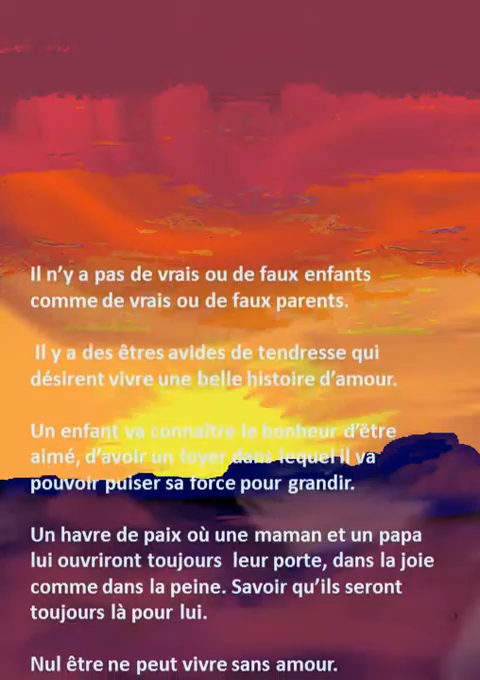 Il n'y a pas de vrais ou de faux enfants
comme de vrais ou de faux parents.
Il y a des êtres avides de tendresse qui
désirent vivre une belle histoire d'amour.
Un enfant va connaître le bonheur d'être
aimé, d'avoir un foyer dans lequel il va
pouvoir puiser sa force pour grandir.
Un havre de paix où une maman et un papa
lui ouvriront toujours leur porte, dans la joie
comme dans la peine. Savoir qu'ils seront
toujours là pour lui.
Nul être ne peut vivre sans amour.